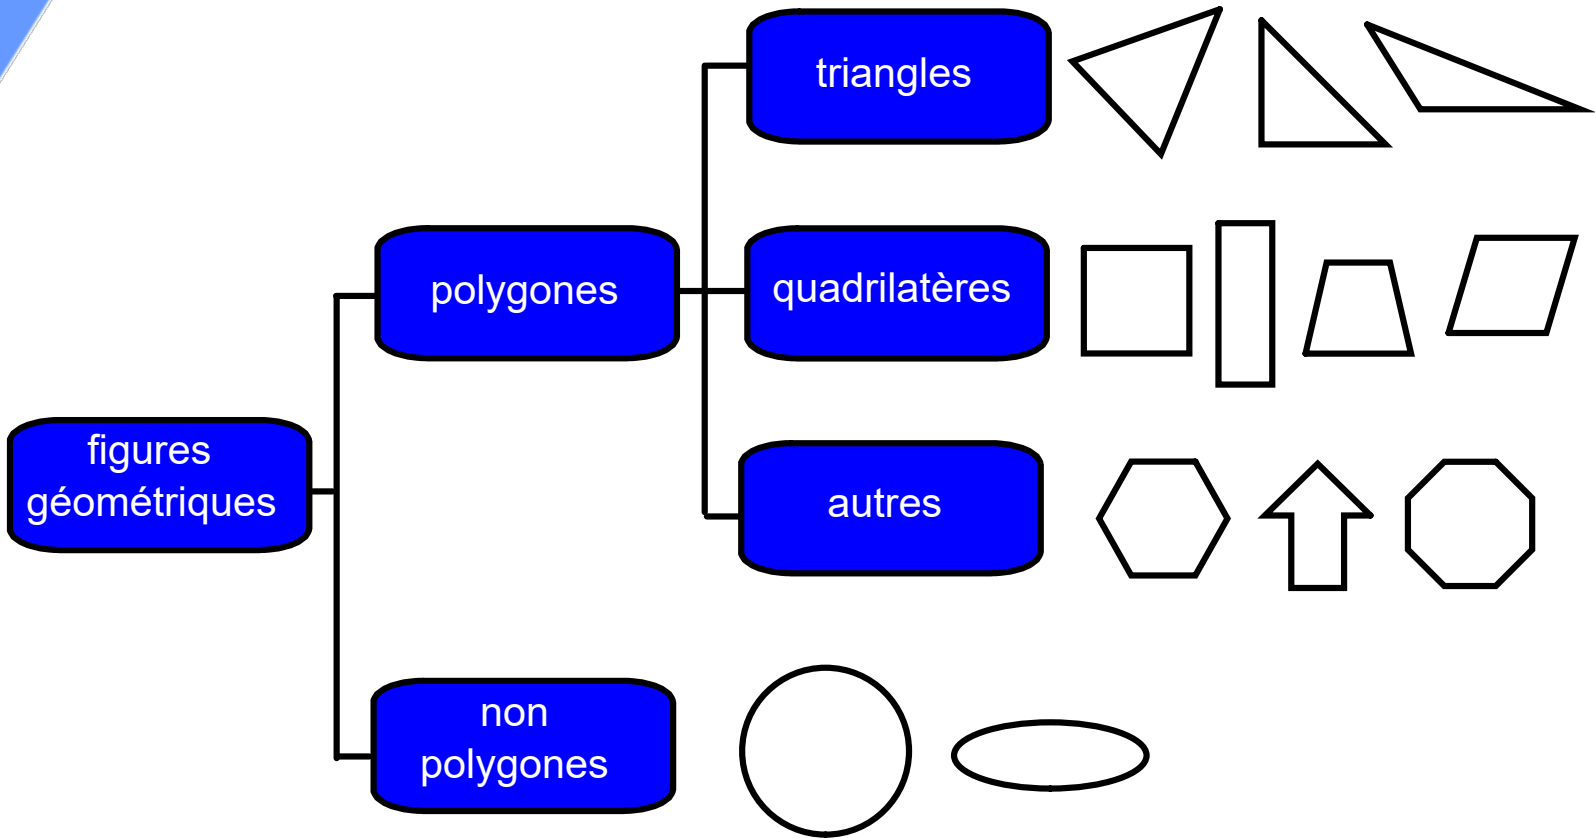 triangles
polygones
quadrilatères
figures
géométriques
autres
non
polygones